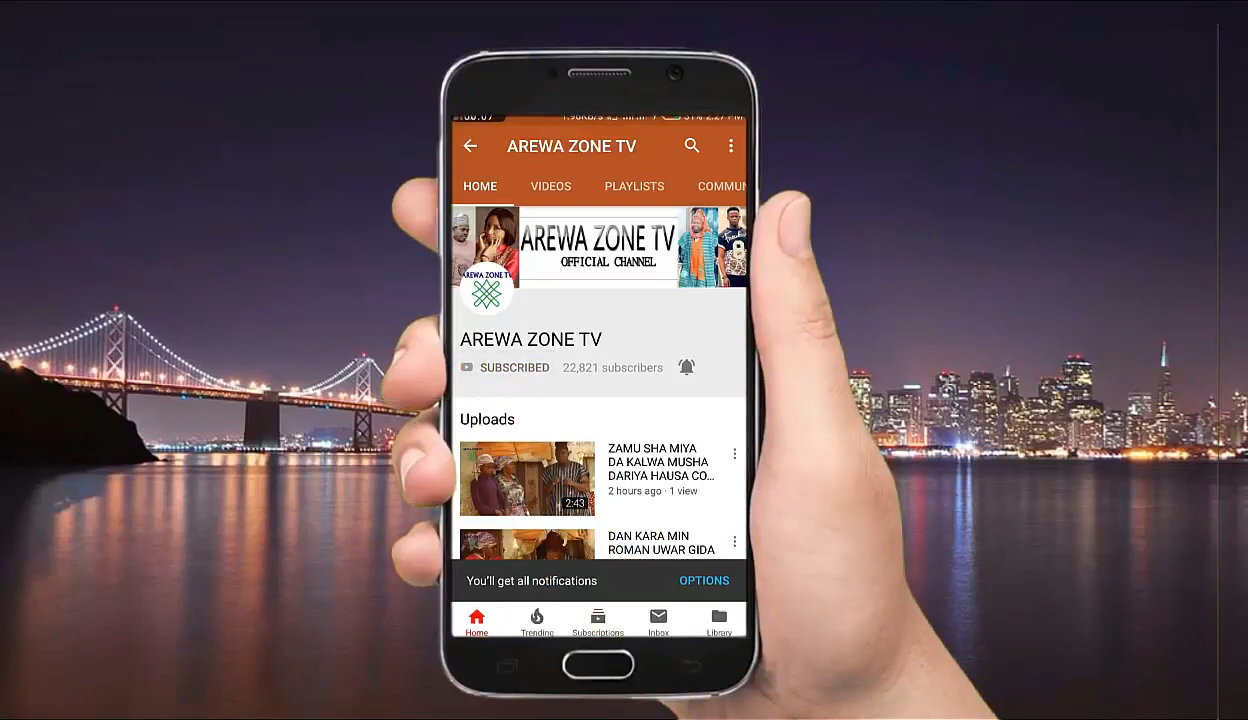 AREWA ZONE TV
HOME VIDEOS PLAYLISTS COMMUN
AREWA ZONE TV
OFFICIAL CHANNEL
AREWA ZONE TV
AREWA ZONE TV
SUBSCRIBED 22,821 subscribers
Uploads
ZAMU SHA MIYA
DA KALWA MUSHA
DARIYA HAUSA CO...
2 hours ago · 1 view
2:43
DAN KARA MIN
ROMAN UWAR GIDA
You'll get all notifications OPTIONS
Home Trending Subscriptions Inbox Library